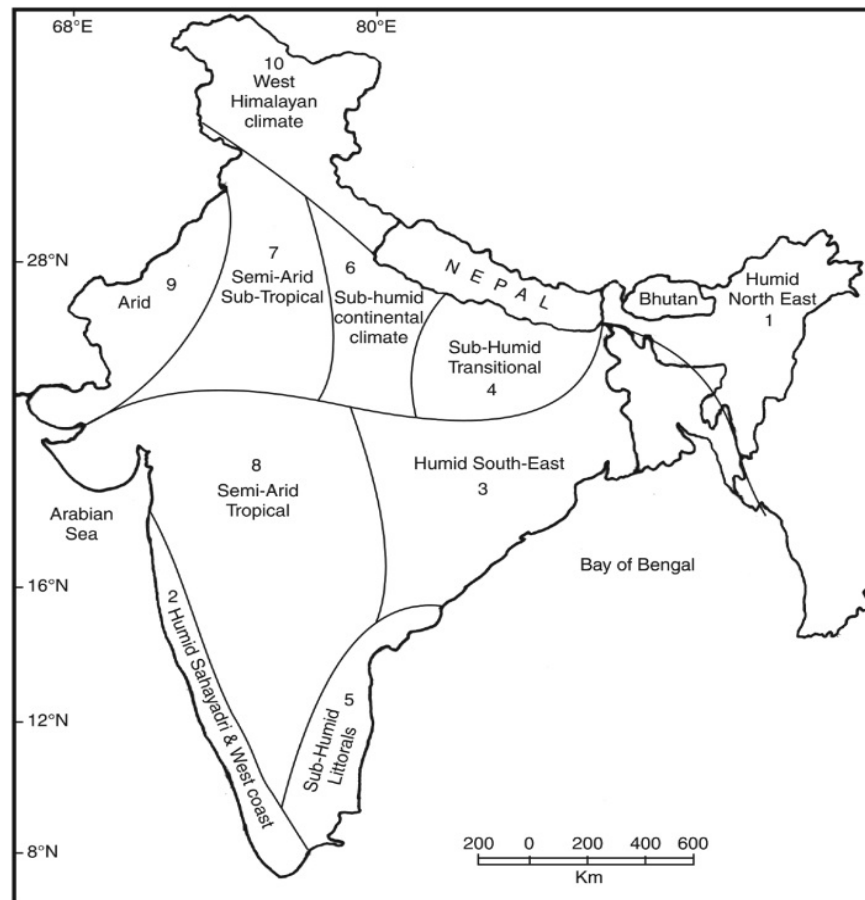 68°E
80°E
10
West
Himalayan
climate
28°N
9
Arid
7
Semi-Arid
Sub-Tropical
6
Sub-humid
continental
climate
NEPAL
Bhutan
Humid
North East
1
Sub-Humid
Transitional
4
8
Semi-Arid
Tropical
Humid South-East
3
Arabian
Sea
Bay of Bengal
16°N
2 Humid Sahayadri & West coast
5
Sub-Humid
Littorals
12°N
8°N
200 0 200 400 600
Km